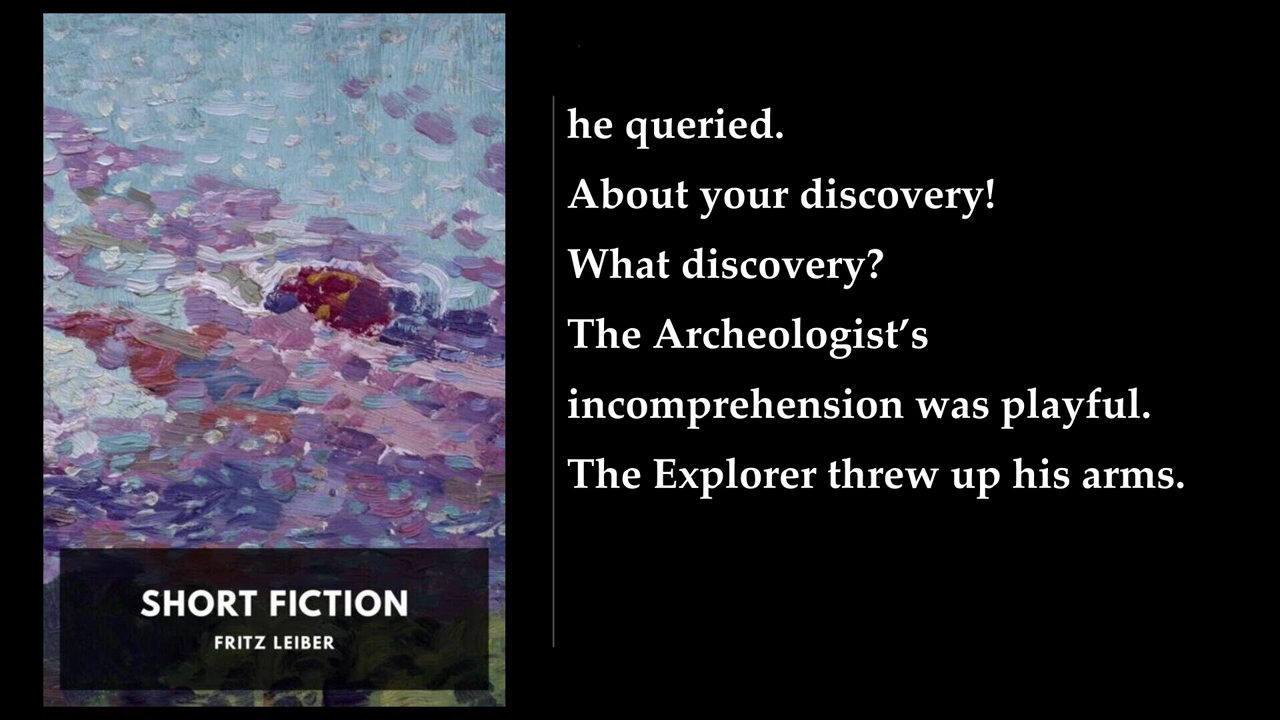 he queried.
About your discovery!
What discovery?
The Archeologist’s
incomprehension was playful.
The Explorer threw up his arms.
SHORT FICTION
FRITZ LEIBER